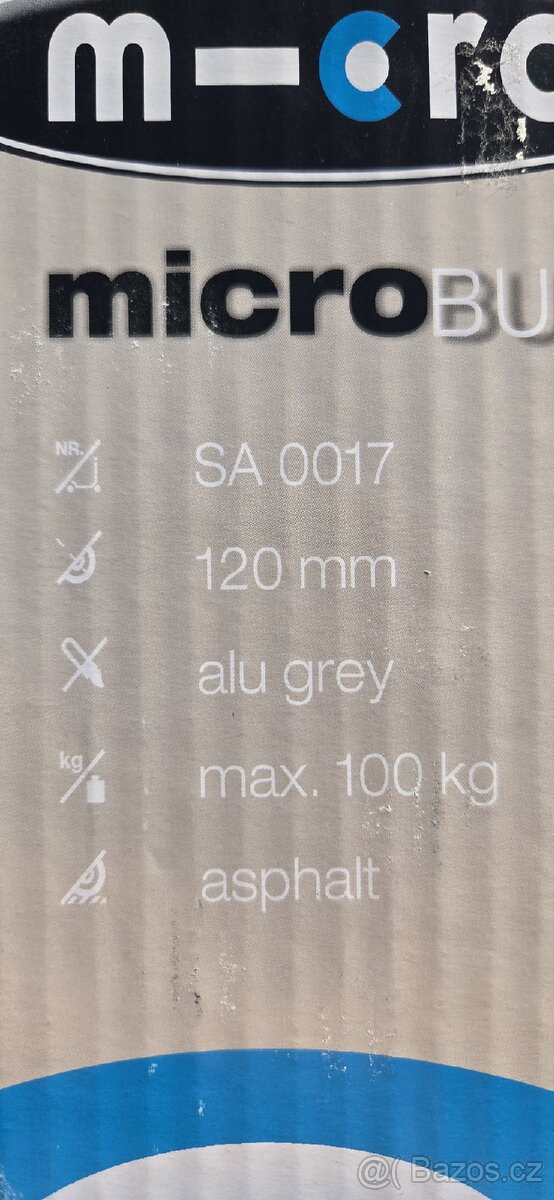 m-cro
microBU
NR.
SA 0017
120 mm
alu grey
kg
max. 100 kg
asphalt
@( Bazos.cz